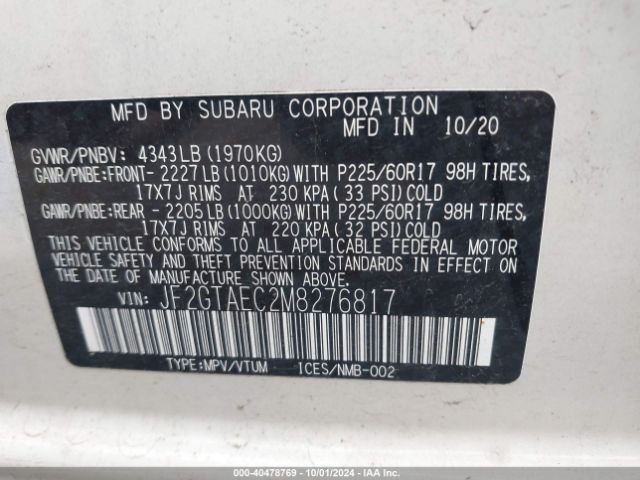 MFD BY SUBARU CORPORATION
MFD IN 10/20
GVWR/PNBV: 4343LB (1970KG)
GAWR/PNBE:FRONT- 2227LB (1010KG)WITH P225/60R17 98H TIRES,
17X7J RIMS AT 230 KPA(33 PSI)COLD
GAWR/PNBE:REAR - 2205LB (1000KG)WITH P225/60R17 98H TIRES,
17X7J RIMS AT 220 KPA(32 PSI)COLD
THIS VEHICLE CONFORMS TO ALL APPLICABLE FEDERAL MOTOR
VEHICLE SAFETY AND THEFT PREVENTION STANDARDS IN EFFECT
ON THE DATE OF MANUFACTURE SHOWN ABOVE.
VIN: JF2GTAEC2M8276817
TYPE:MPV/VTUM ICES/NMB-002
000-40478769 | 10/01/2024 | iaai.com